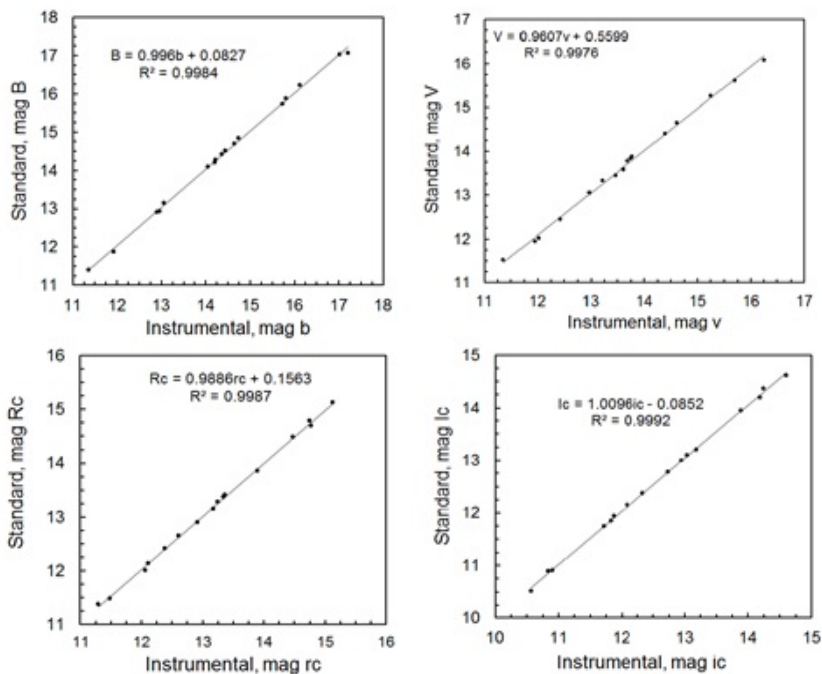 18
17
16
15
14
13
12
11
Standard, mag B
B = 0.996b + 0.0827
R² = 0.9984
11 12 13 14 15 16 17 18
Instrumental, mag b
17
16
15
14
13
12
11
Standard, mag V
V = 0.9607v + 0.5599
R² = 0.9976
11 12 13 14 15 16 17
Instrumental, mag v
16
15
14
13
12
11
Standard, mag Rc
Rc = 0.9886rc + 0.1563
R² = 0.9987
11 12 13 14 15 16
Instrumental, mag rc
15
14
13
12
11
10
Standard, mag Ic
Ic = 1.0096ic - 0.0852
R² = 0.9992
10 11 12 13 14 15
Instrumental, mag ic